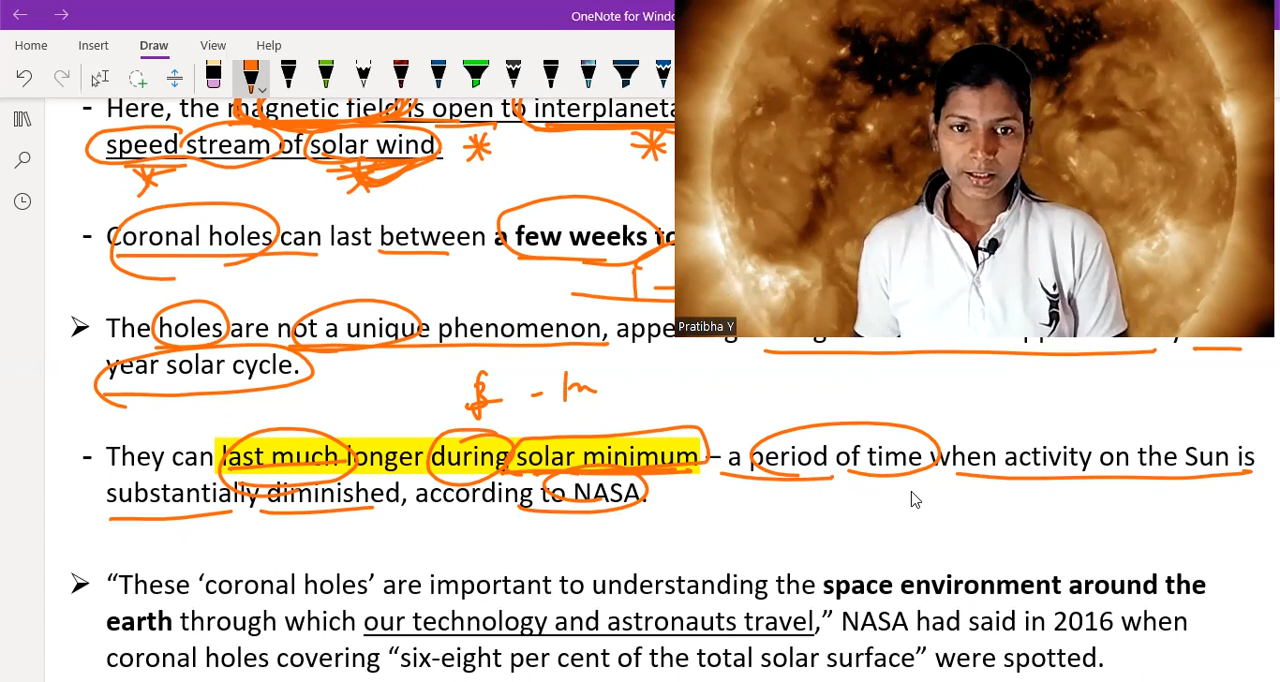 OneNote for Windo
Home Insert Draw View Help
- Here, the magnetic field is open to interplaneta
speed stream of solar wind.
- Coronal holes can last between a few weeks to
Pratibha Y
➤ The holes are not a unique phenomenon, appe
year solar cycle.
- They can last much longer during solar minimum – a period of time when activity on the Sun is
substantially diminished, according to NASA.
➤ “These ‘coronal holes’ are important to understanding the space environment around the
earth through which our technology and astronauts travel,” NASA had said in 2016 when
coronal holes covering “six-eight per cent of the total solar surface” were spotted.